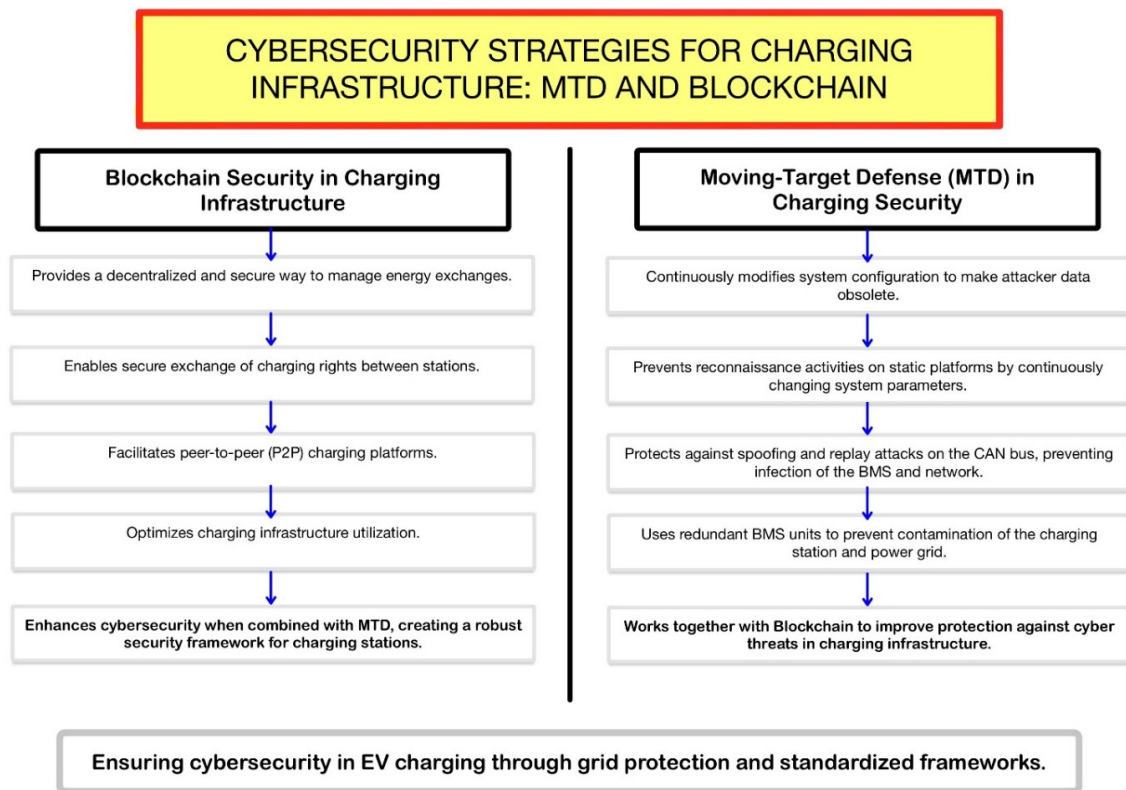 CYBERSECURITY STRATEGIES FOR CHARGING
INFRASTRUCTURE: MTD AND BLOCKCHAIN
Blockchain Security in Charging
Infrastructure
Provides a decentralized and secure way to manage energy exchanges.
Enables secure exchange of charging rights between stations.
Facilitates peer-to-peer (P2P) charging platforms.
Optimizes charging infrastructure utilization.
Enhances cybersecurity when combined with MTD, creating a robust
security framework for charging stations.
Moving-Target Defense (MTD) in
Charging Security
Continuously modifies system configuration to make attacker data
obsolete.
Prevents reconnaissance activities on static platforms by continuously
changing system parameters.
Protects against spoofing and replay attacks on the CAN bus, preventing
infection of the BMS and network.
Uses redundant BMS units to prevent contamination of the charging
station and power grid.
Works together with Blockchain to improve protection against cyber
threats in charging infrastructure.
Ensuring cybersecurity in EV charging through grid protection and standardized frameworks.